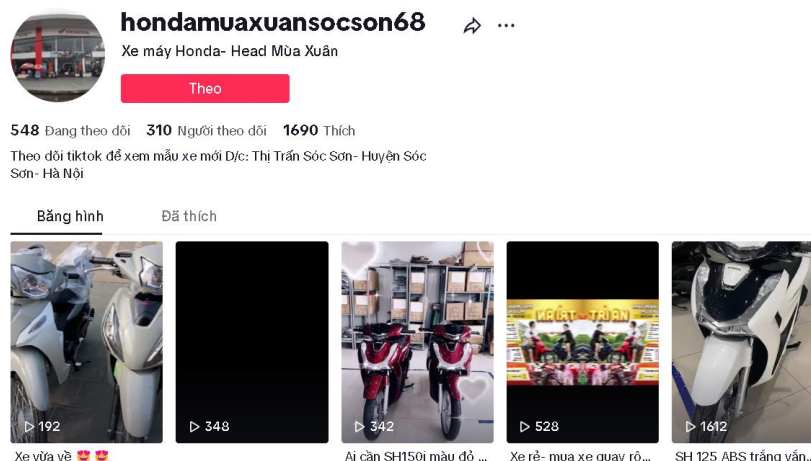 hondamuaxuansocson68
Xe máy Honda- Head Mùa Xuân
Theo
548 Đang theo dõi 310 Người theo dõi 1690 Thích
Theo dõi tiktok để xem mẫu xe mới D/c: Thị Trấn Sóc Sơn- Huyện Sóc
Sơn- Hà Nội
Băng hình Đã thích
192 348 342 528 1612
Xe vừa về 😍 😍 Ai cần SH150i màu đỏ ... Xe rẻ- mua xe quay rô... SH 125 ABS trắng vẫn...